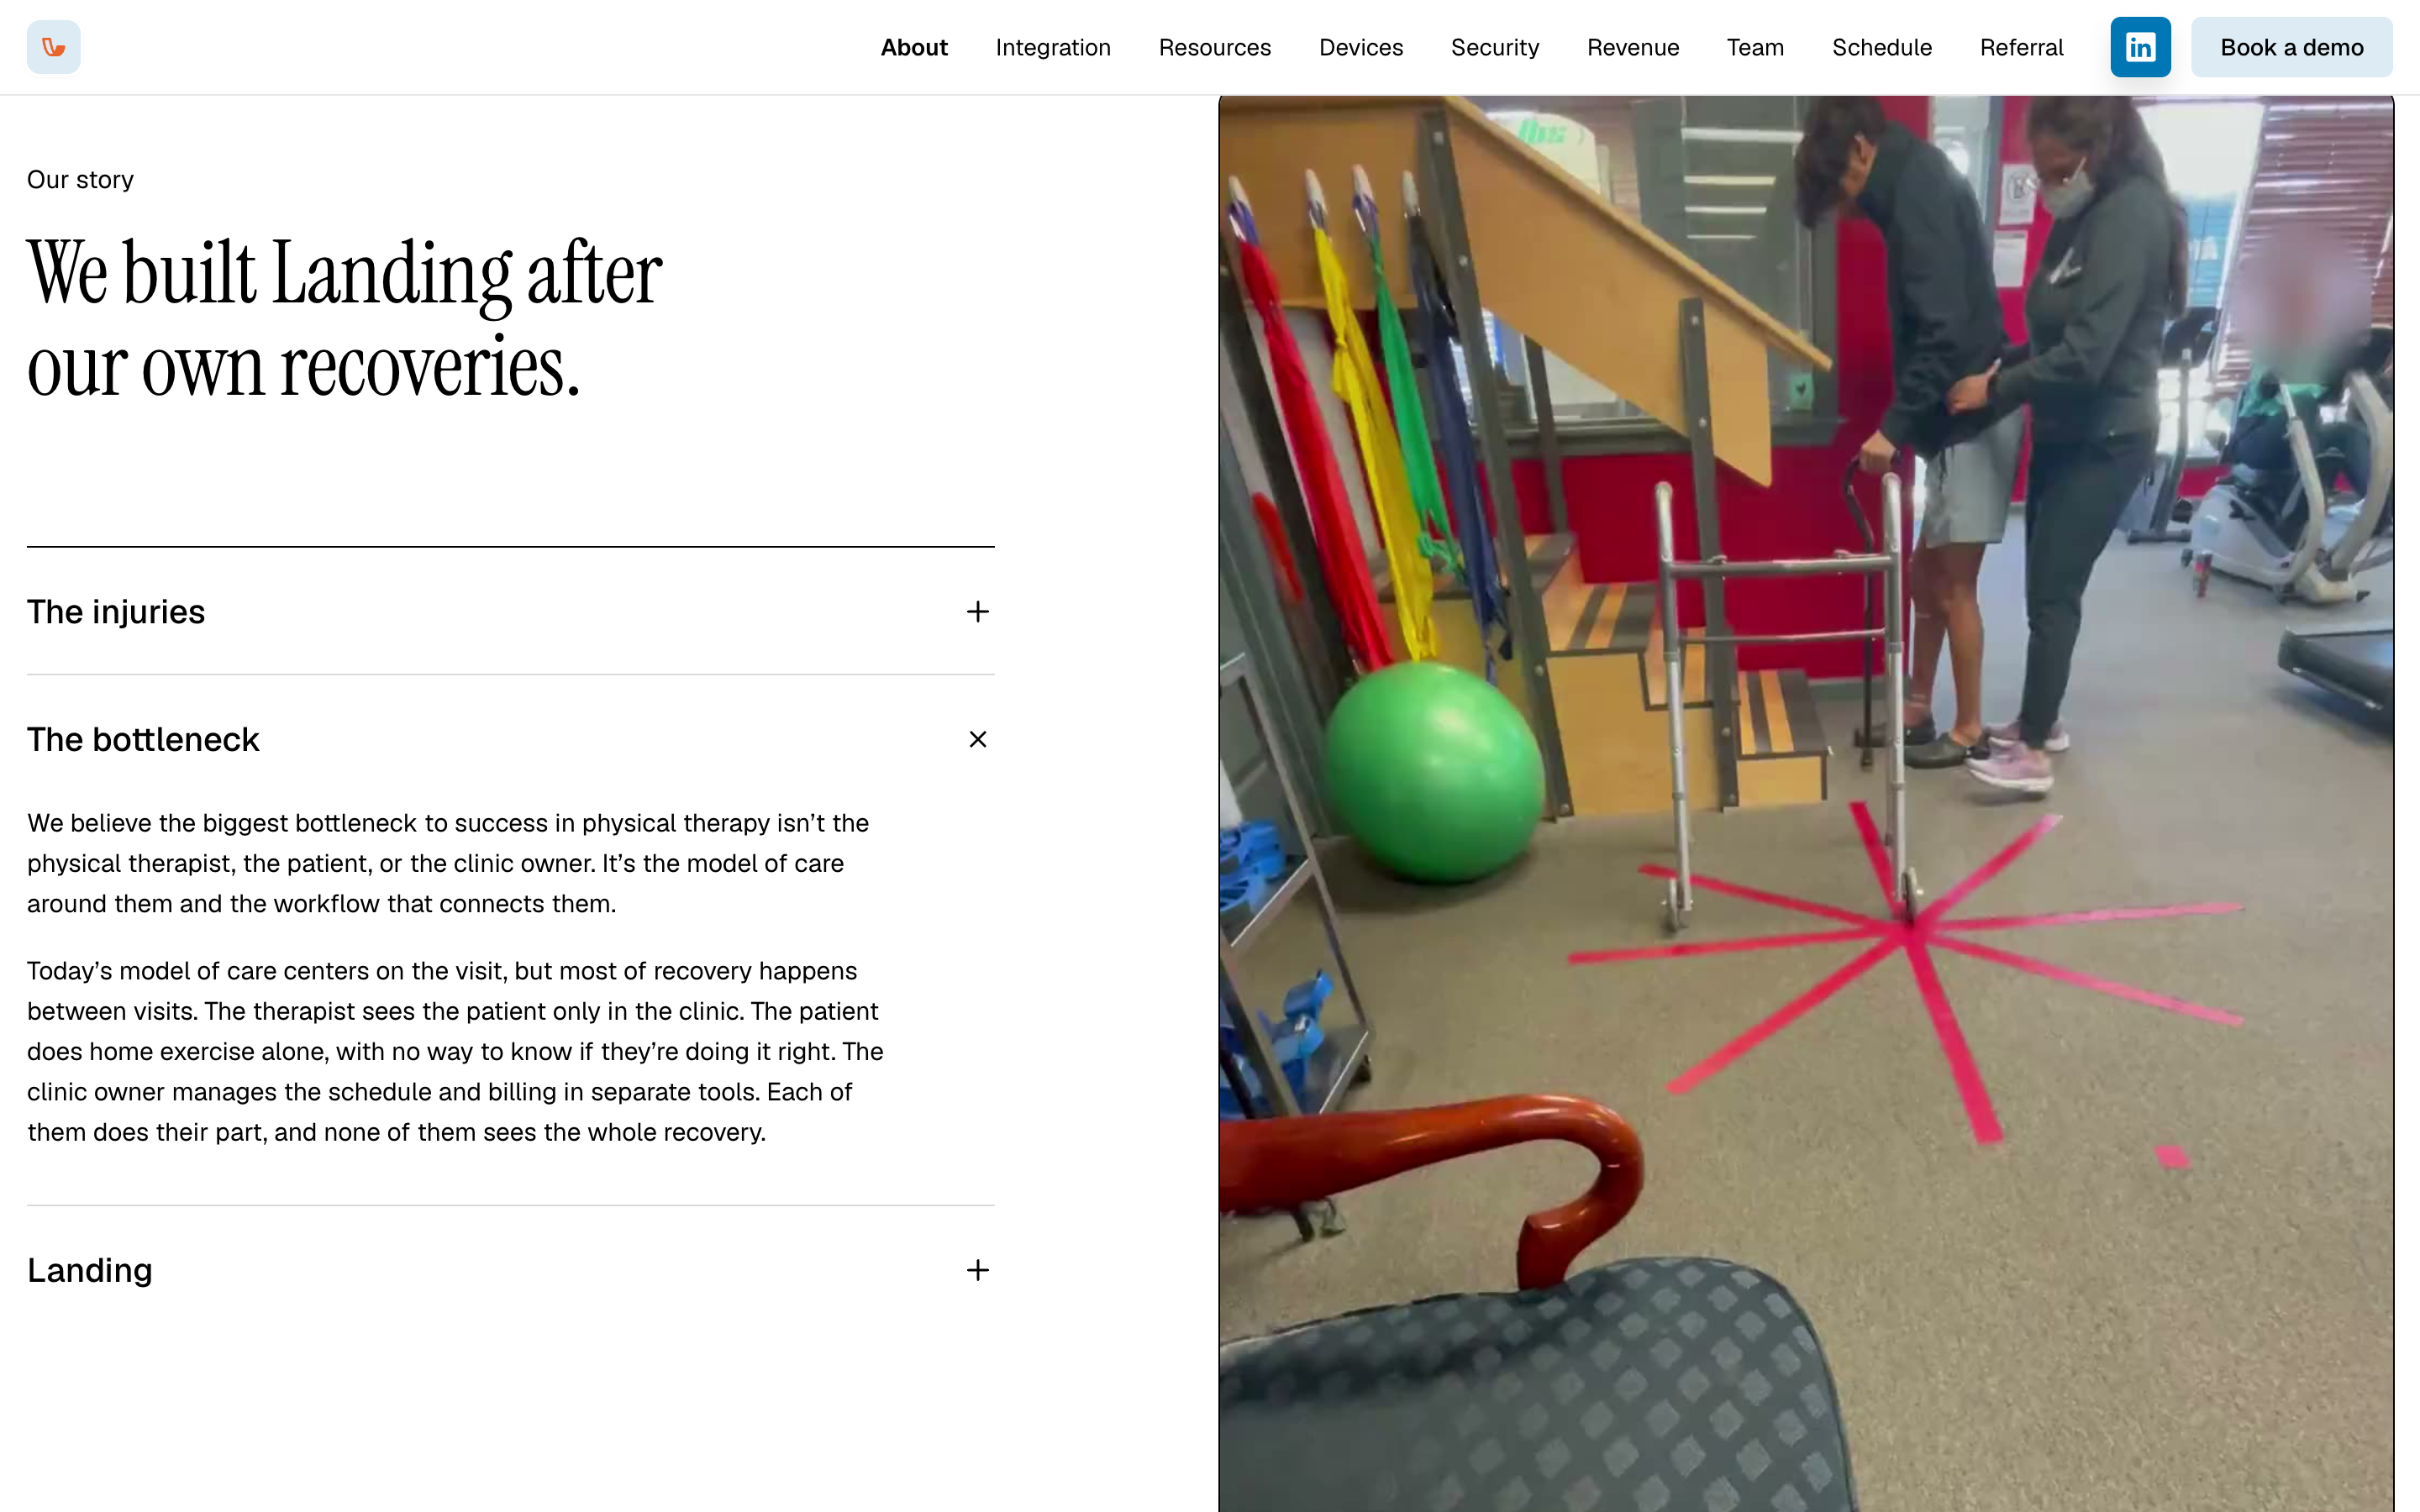 About
Integration
Resources
Devices
Security
Revenue
Team
Schedule
Referral
in
Book a demo
Our story
We built Landing after
our own recoveries.
The injuries
The bottleneck
We believe the biggest bottleneck to success in physical therapy isn’t the
physical therapist, the patient, or the clinic owner. It’s the model of care
around them and the workflow that connects them.
Today’s model of care centers on the visit, but most of recovery happens
between visits. The therapist sees the patient only in the clinic. The patient
does home exercise alone, with no way to know if they’re doing it right. The
clinic owner manages the schedule and billing in separate tools. Each of
them does their part, and none of them sees the whole recovery.
Landing